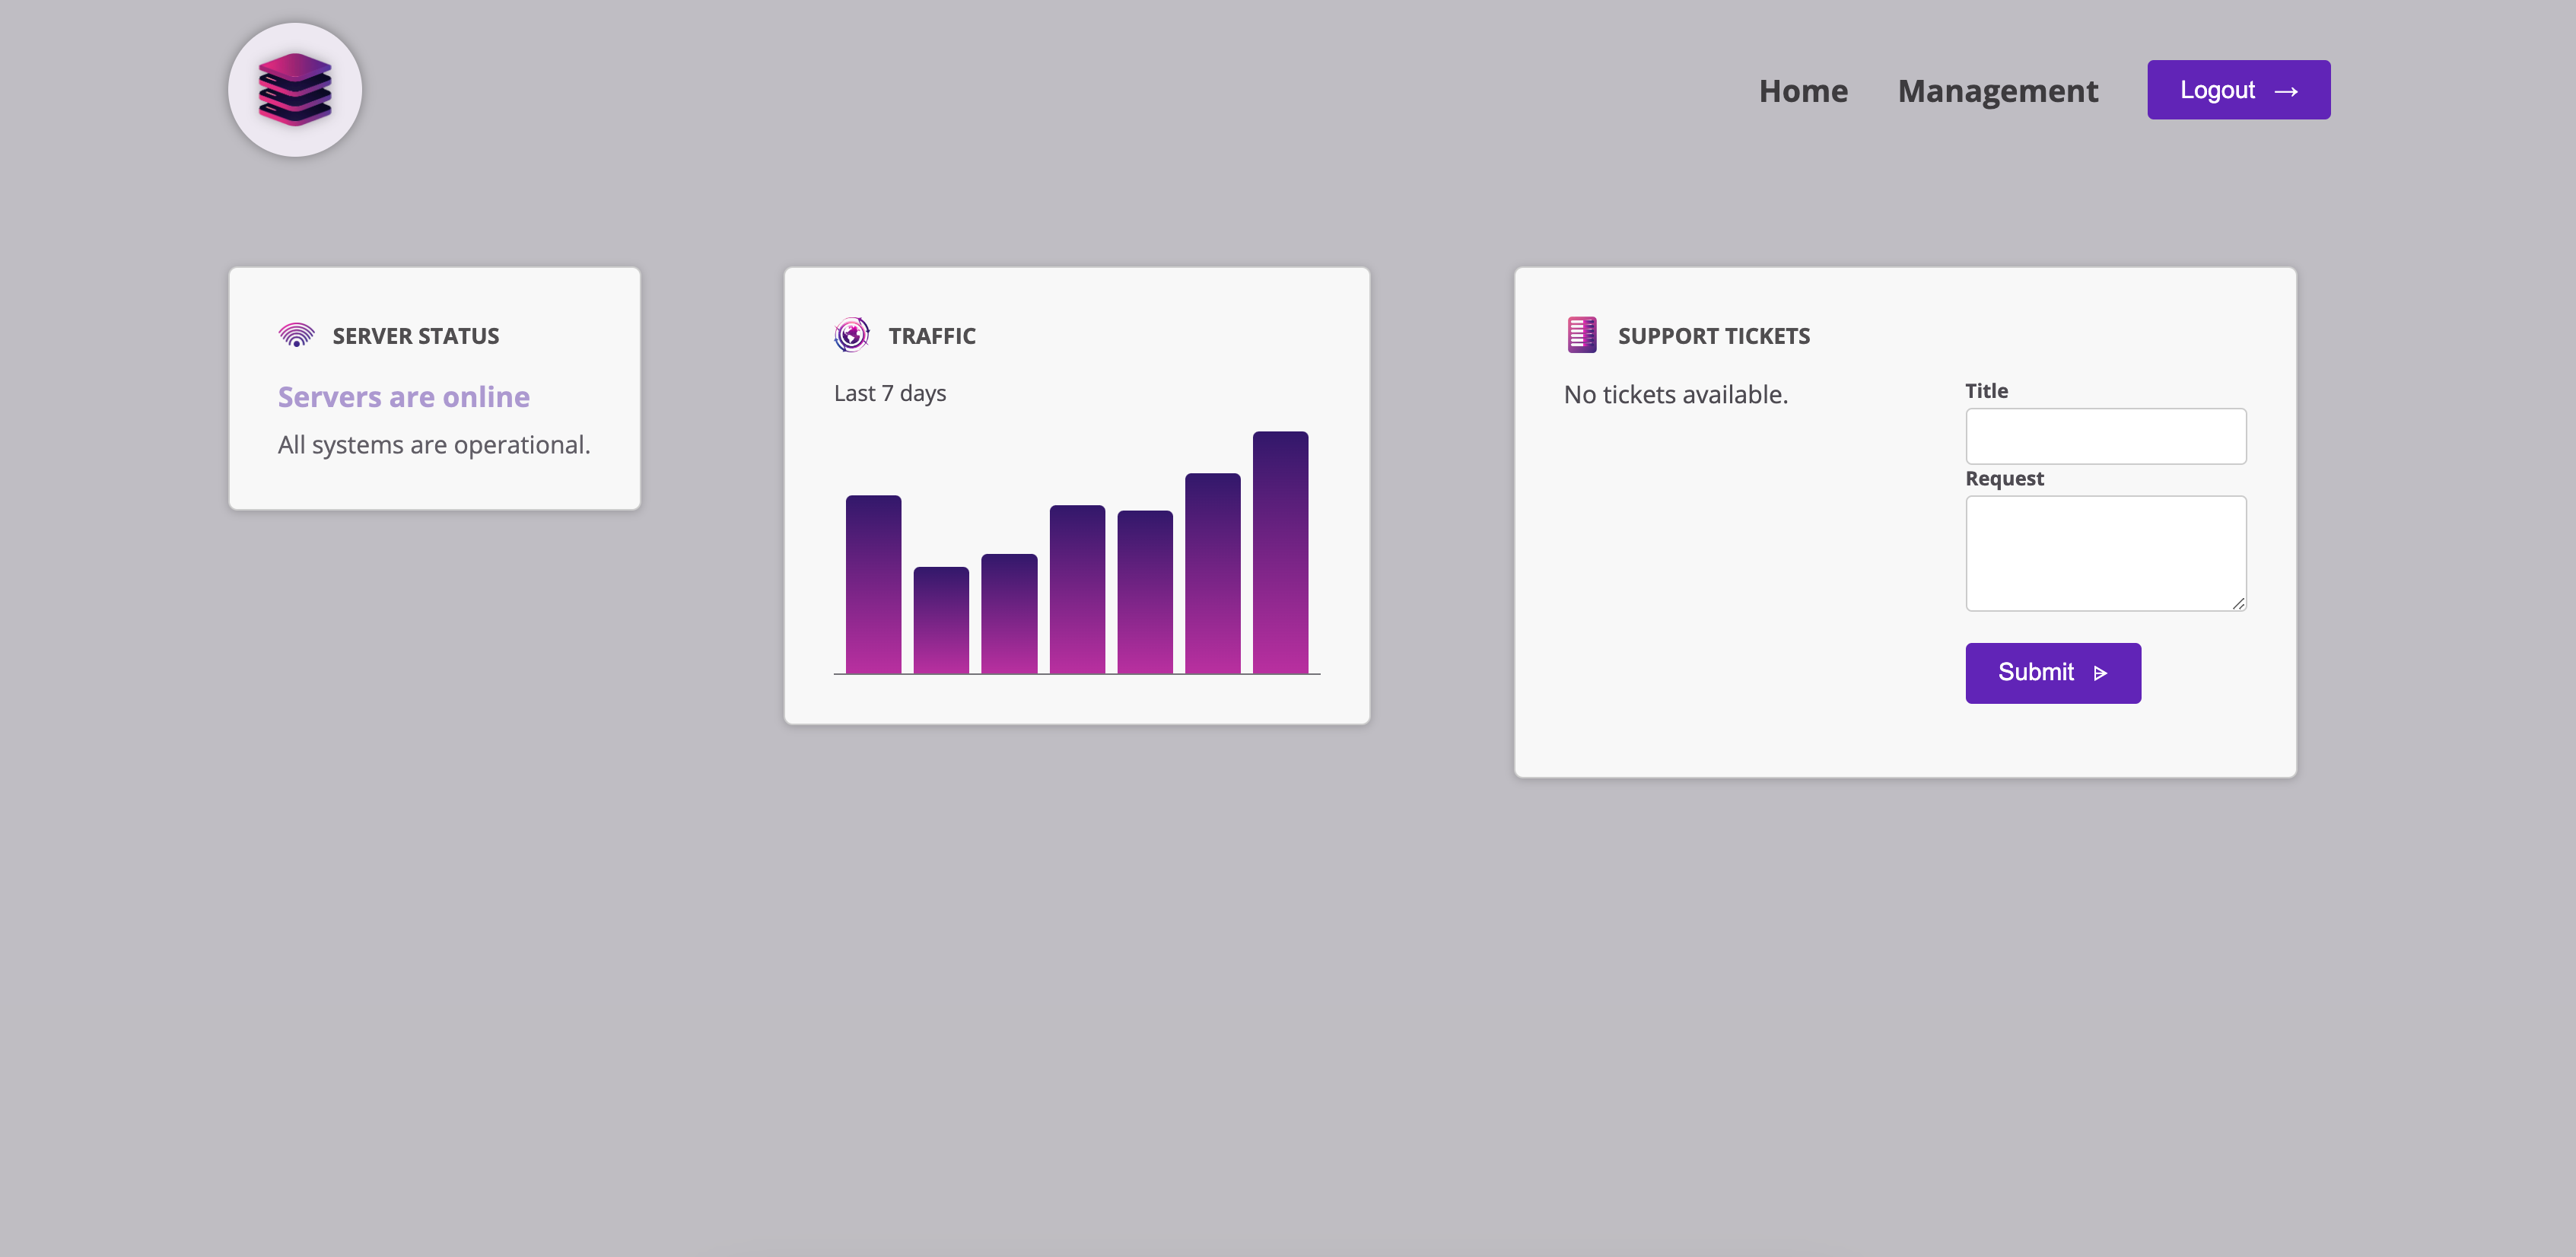 Home
Management
Logout →
SERVER STATUS
Servers are online
All systems are operational.
TRAFFIC
Last 7 days
SUPPORT TICKETS
No tickets available.
Title
Request
Submit